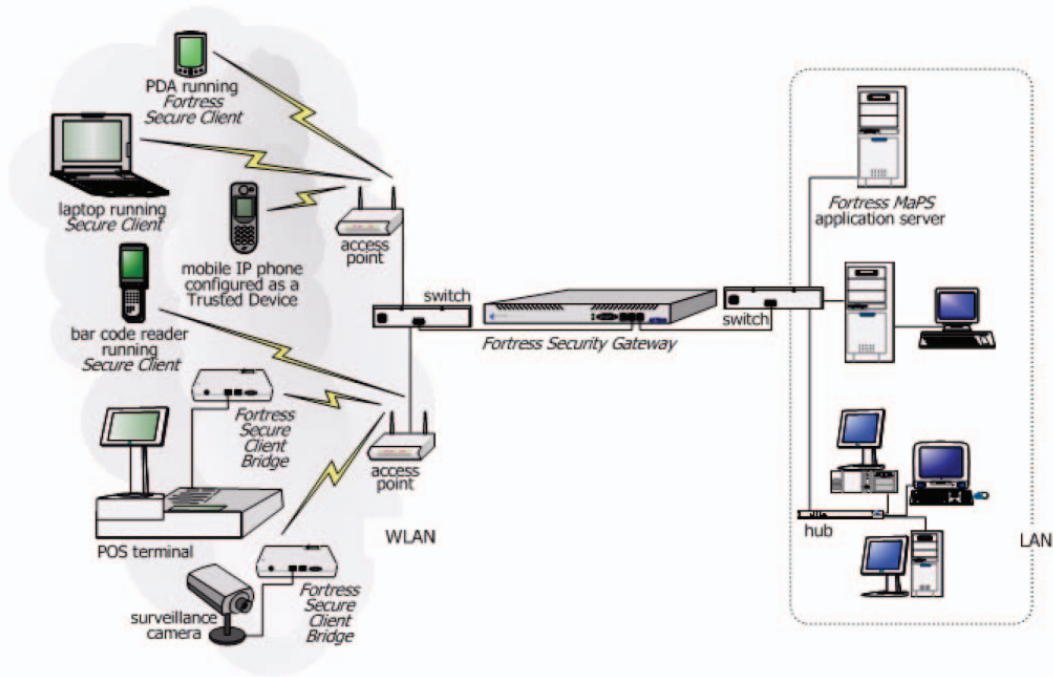 PDA running
Fortress
Secure Client
laptop running
Secure Client
mobile IP phone
configured as a
Trusted Device
access
point
bar code reader
running
Secure Client
switch
Fortress Security Gateway
switch
Fortress MaPS
application server
Fortress
Secure
Client
Bridge
access
point
POS terminal
WLAN
hub
LAN
surveillance
camera
Fortress
Secure
Client
Bridge